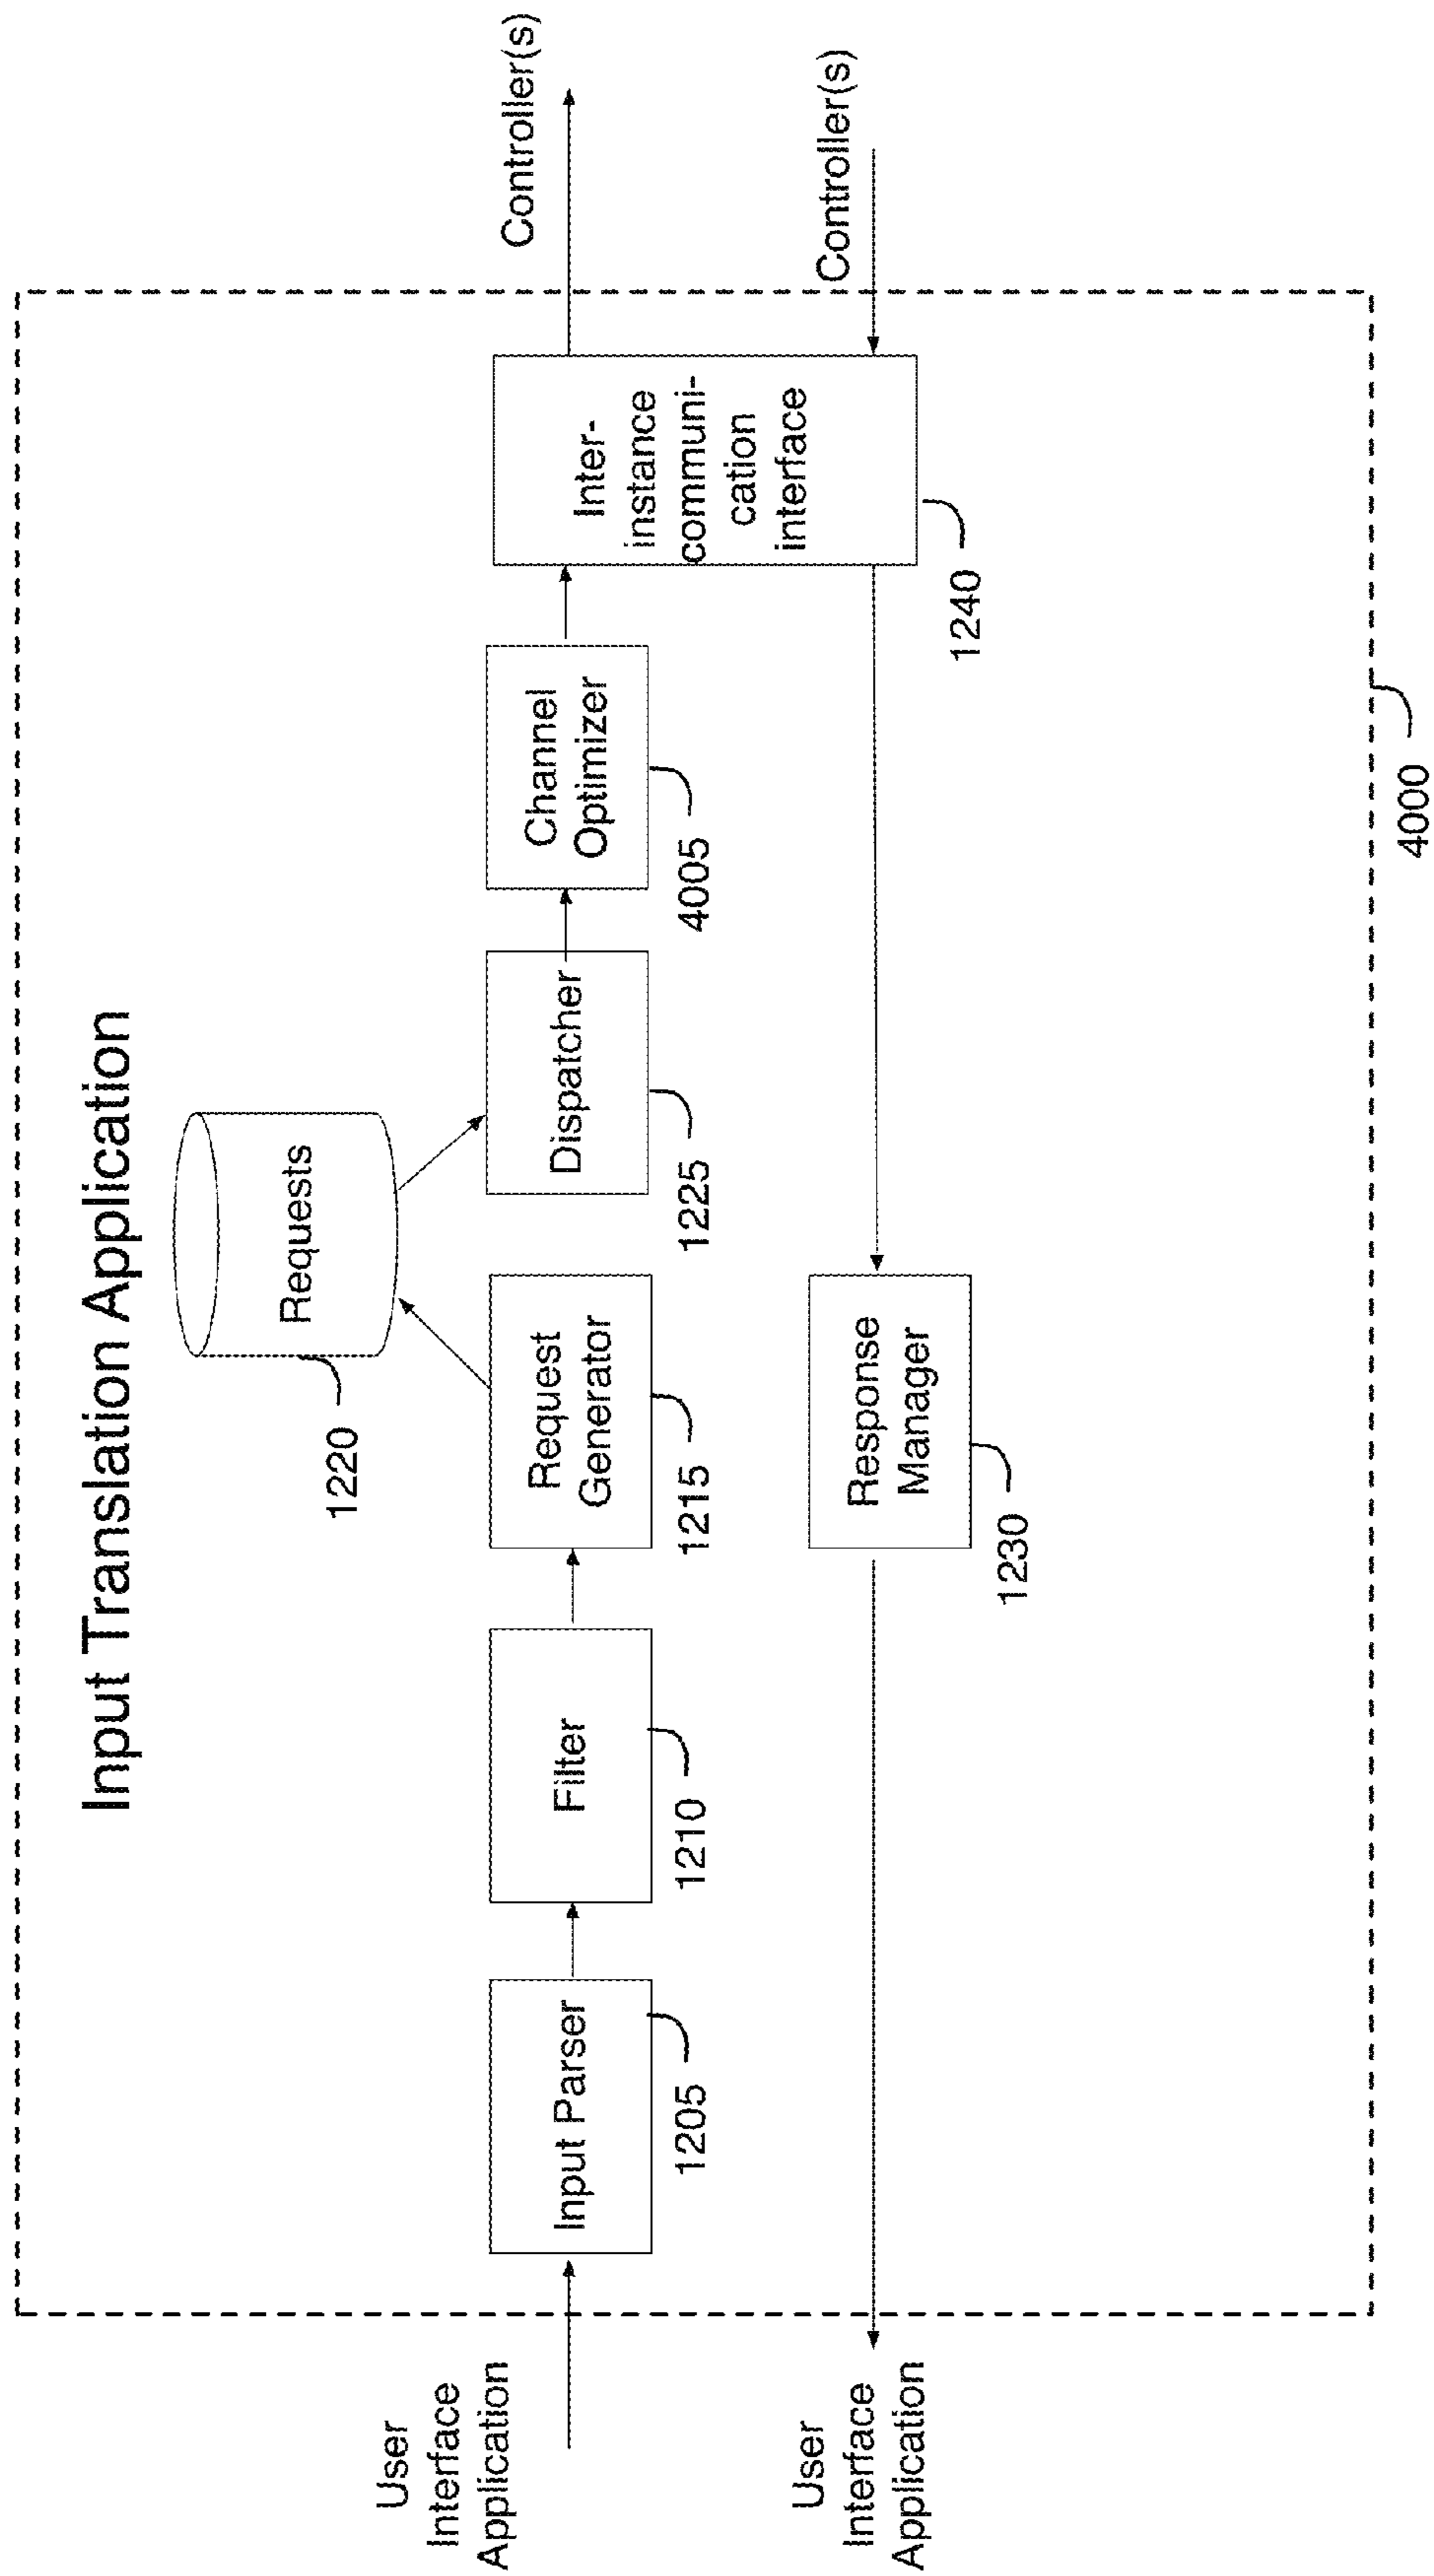 Input Translation Application
Requests
1220
User
Interface
Application
Input Parser
1205
Filter
1210
Request
Generator
1215
Dispatcher
1225
Channel
Optimizer
4005
Inter-
instance
communi-
cation
interface
1240
Controller(s)
Controller(s)
Response
Manager
1230
User
Interface
Application
4000